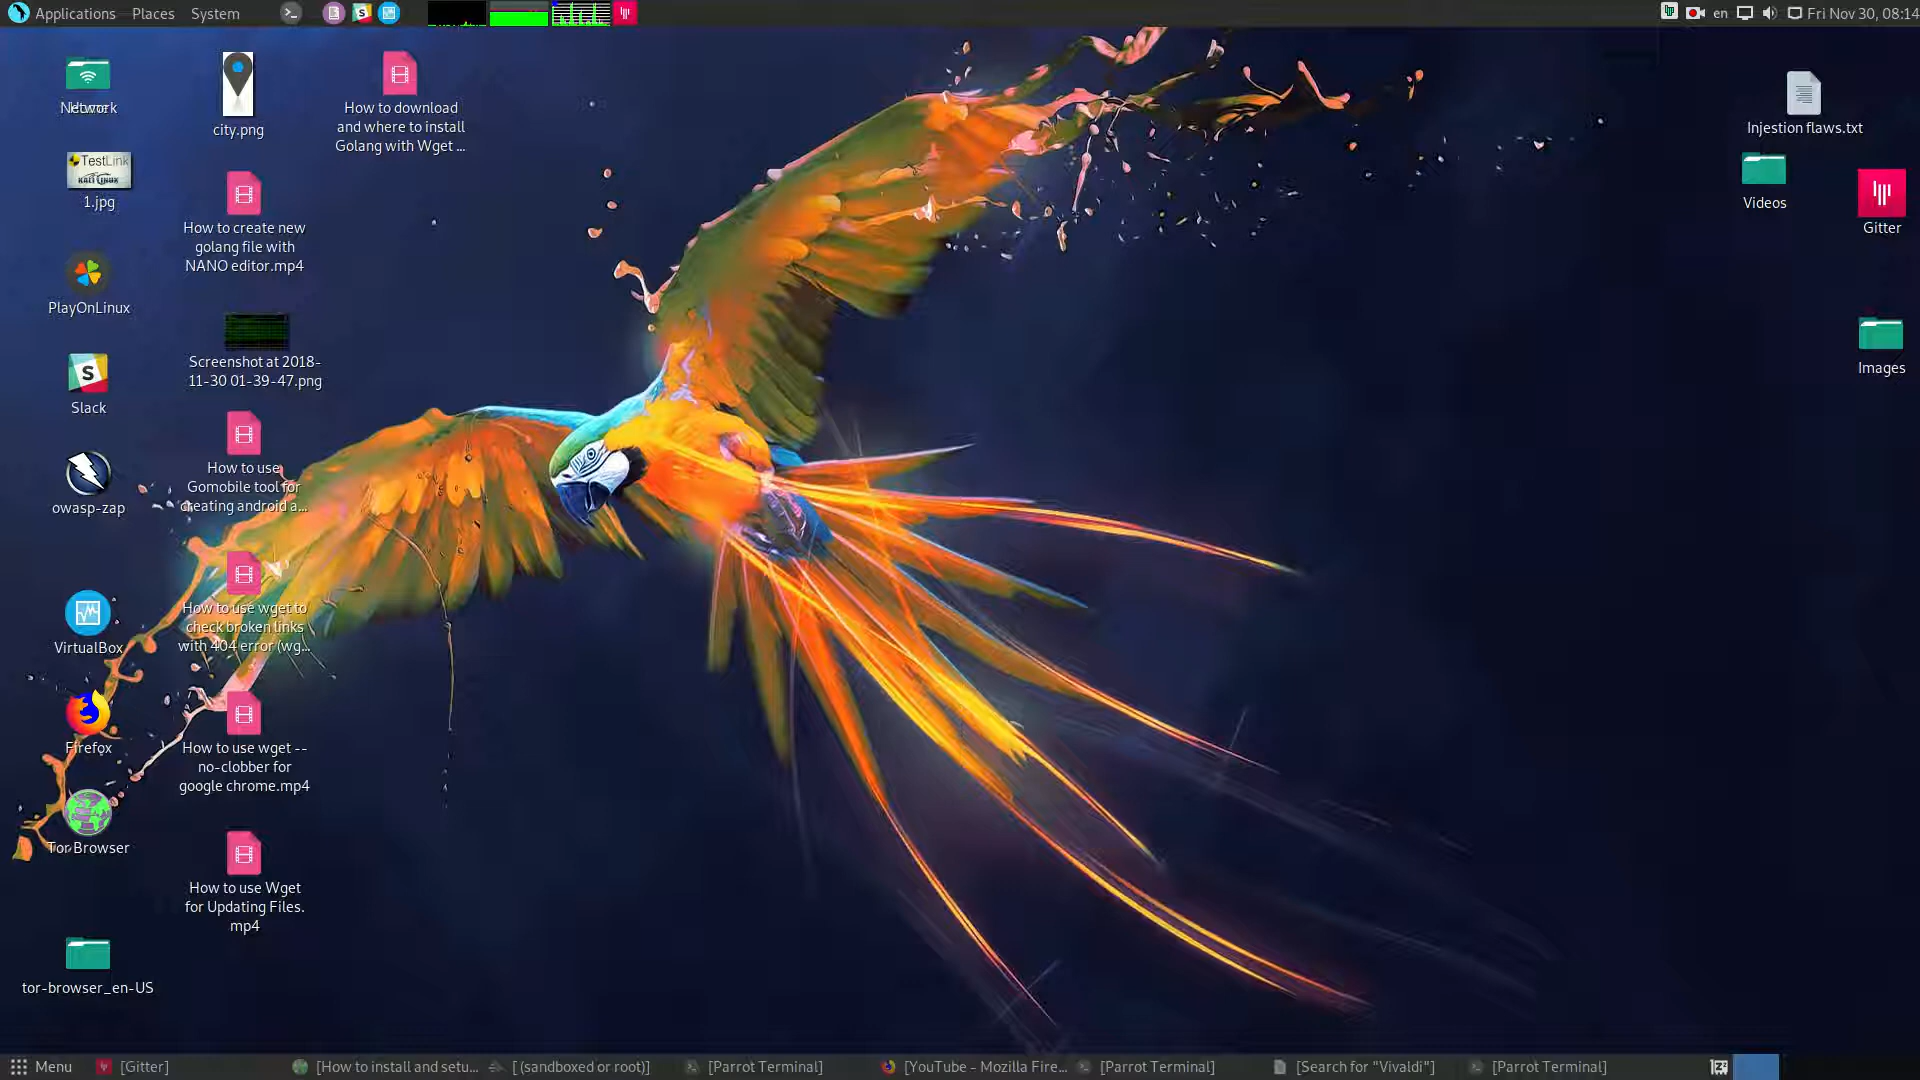 Applications Places System
en Fri Nov 30, 08:14
city.png
How to download
and where to install
Golang with Wget ...
Injestion flaws.txt
TestLink
KALI LINUX
1.jpg
How to create new
golang file with
NANO editor.mp4
Videos
Gitter
PlayOnLinux
Screenshot at 2018-
11-30 01-39-47.png
Images
S
Slack
How to use
Gomobile tool for
creating android a...
owasp-zap
How to use wget to
check broken links
with 404 error (wg...
VirtualBox
Firefox
How to use wget --
no-clobber for
google chrome.mp4
Tor Browser
How to use Wget
for Updating Files.
mp4
tor-browser_en-US
Menu [Gitter] [How to install and setu... [ (sandboxed or root)] [Parrot Terminal] [YouTube - Mozilla Fire... [Parrot Terminal] [Search for "Vivaldi"] [Parrot Terminal]